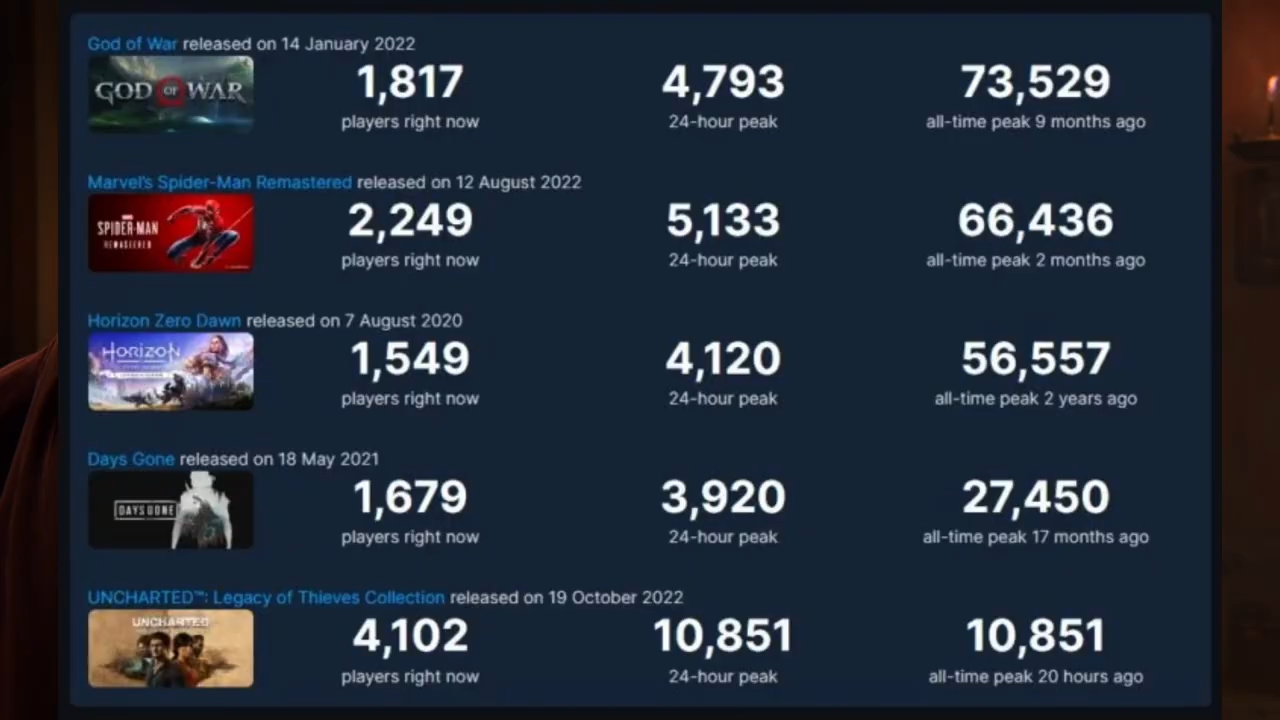 God of War released on 14 January 2022
GOD OF WAR
1,817
4,793
73,529
players right now
24-hour peak
all-time peak 9 months ago
Marvel's Spider-Man Remastered released on 12 August 2022
SPIDER-MAN
REMASTERED
2,249
5,133
66,436
players right now
24-hour peak
all-time peak 2 months ago
Horizon Zero Dawn released on 7 August 2020
HORIZON
1,549
4,120
56,557
players right now
24-hour peak
all-time peak 2 years ago
Days Gone released on 18 May 2021
DAYS GONE
1,679
3,920
27,450
players right now
24-hour peak
all-time peak 17 months ago
UNCHARTED™: Legacy of Thieves Collection released on 19 October 2022
UNCHARTED
4,102
10,851
10,851
players right now
24-hour peak
all-time peak 20 hours ago